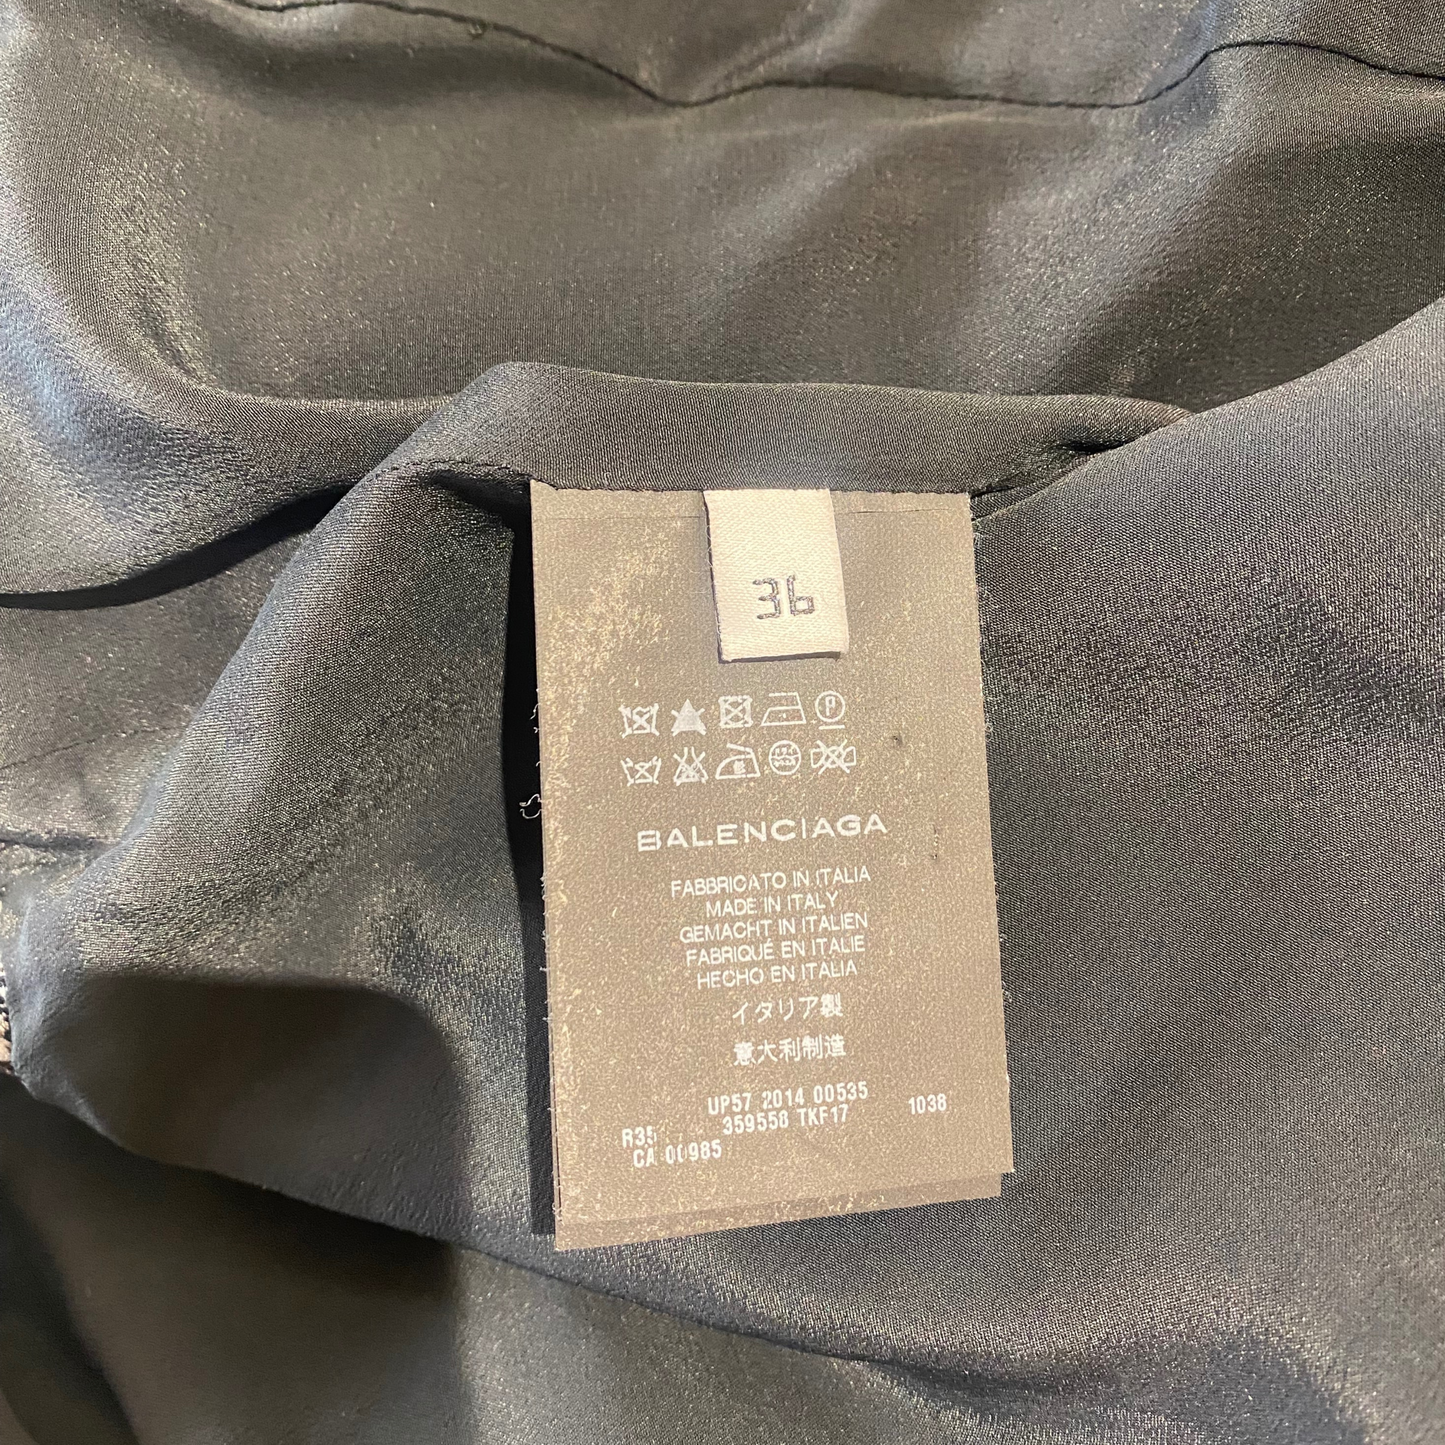 36
P
BALENCIAGA
FABBRICATO IN ITALIA
MADE IN ITALY
GEMACHT IN ITALIEN
FABRIQUÉ EN ITALIE
HECHO EN ITALIA
イタリア製
意大利制造
UP57 2014 00535
R35 359558 TKF17 1038
CA 00985